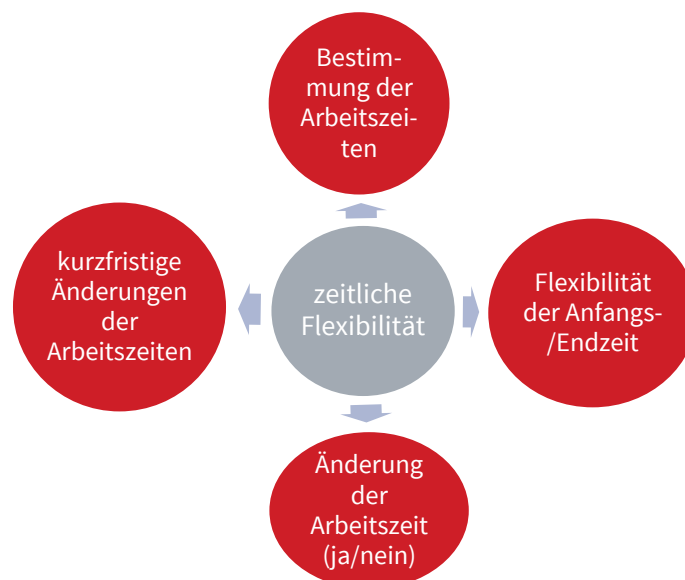 Bestim-
mung der
Arbeitszei-
ten
kurzfristige
Änderungen
der
Arbeitszeiten
zeitliche
Flexibilität
Flexibilität
der Anfangs-
/Endzeit
Änderung
der
Arbeitszeit
(ja/nein)